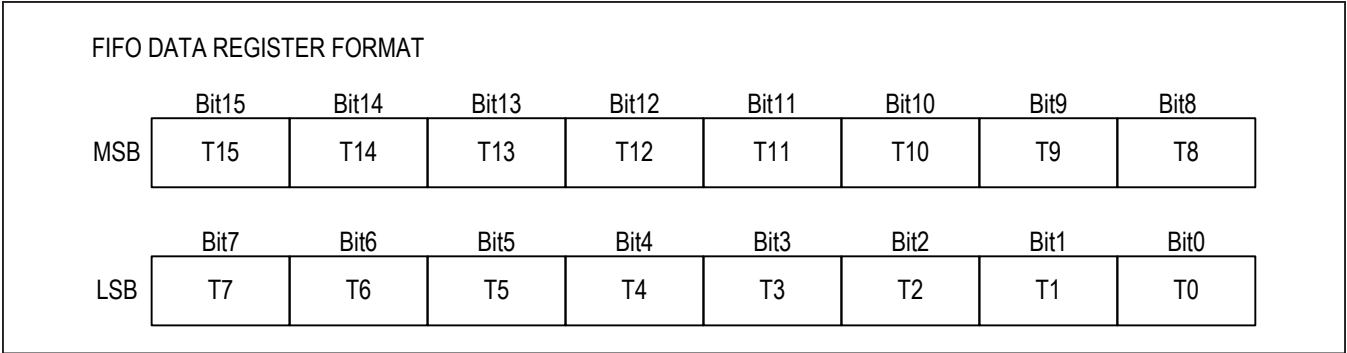 FIFO DATA REGISTER FORMAT
Bit15 Bit14 Bit13 Bit12 Bit11 Bit10 Bit9 Bit8
MSB T15 T14 T13 T12 T11 T10 T9 T8
Bit7 Bit6 Bit5 Bit4 Bit3 Bit2 Bit1 Bit0
LSB T7 T6 T5 T4 T3 T2 T1 T0